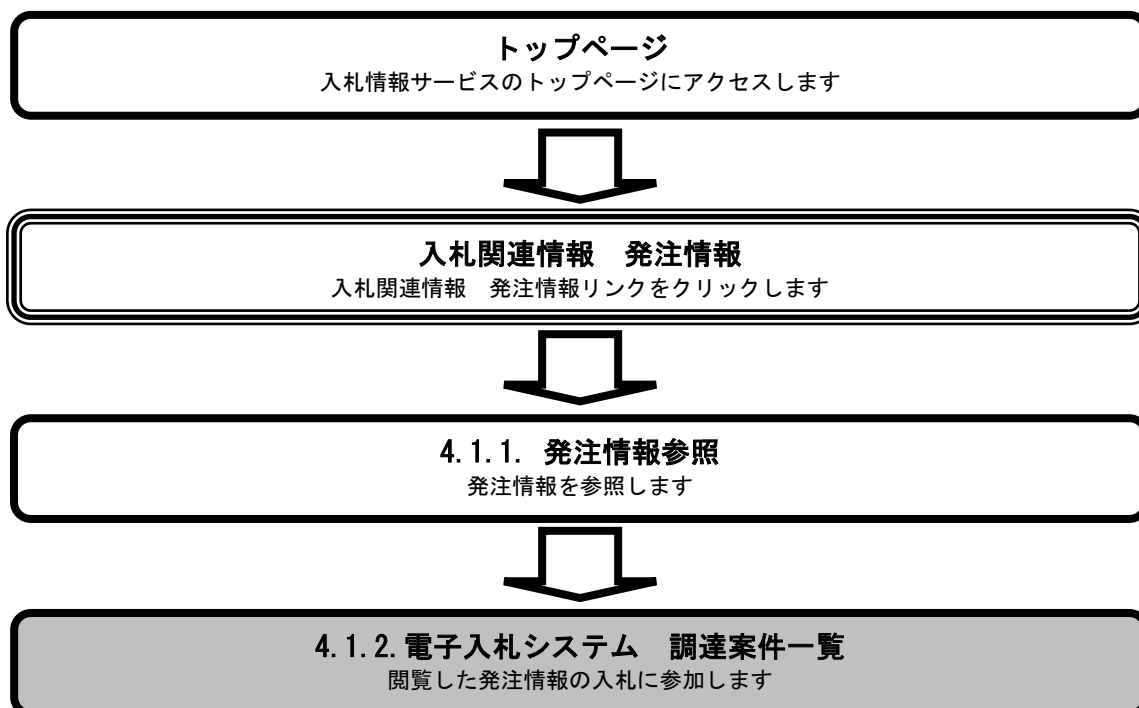 トップページ
入札情報サービスのトップページにアクセスします
入札関連情報　発注情報
入札関連情報　発注情報リンクをクリックします
4.1.1. 発注情報参照
発注情報を参照します
4.1.2.電子入札システム　調達案件一覧
閲覧した発注情報の入札に参加します